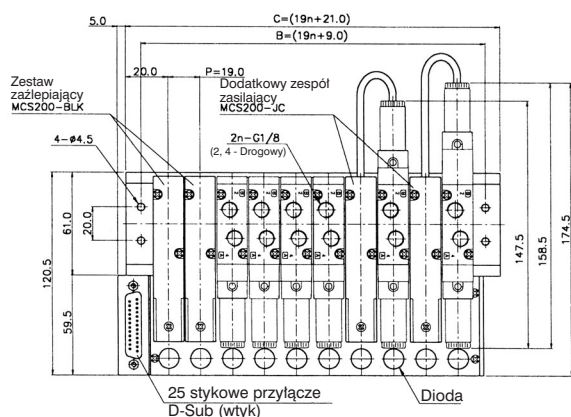 C=(19n+21.0)
5.0
B=(19n+9.0)
20.0
P=19.0
Zestaw
zaźlepiający
MCS200-BLK
Dodatkowy zespół
zasilający
MCS200-JC
4-ø4.5
2n-G1/8
(2, 4 - Drogowy)
61.0
20.0
120.5
59.5
147.5
158.5
174.5
25 stykowe przyłącze
D-Sub (wtyk)
Dioda